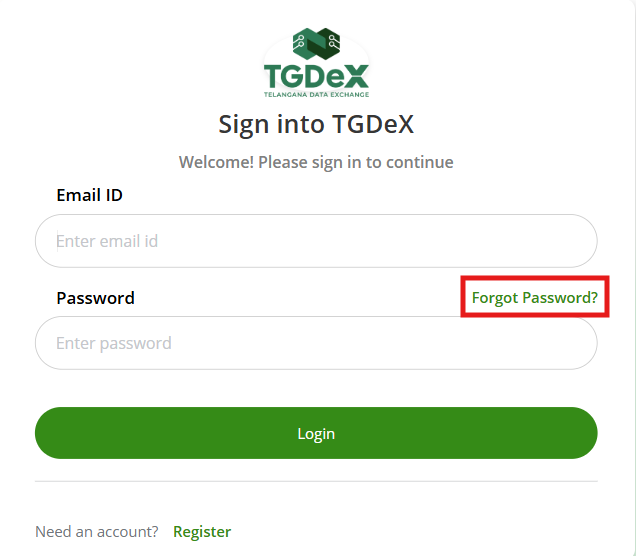 TGDeX
TELANGANA DATA EXCHANGE
Sign into TGDeX
Welcome! Please sign in to continue
Email ID
Enter email id
Password Forgot Password?
Enter password
Login
Need an account? Register